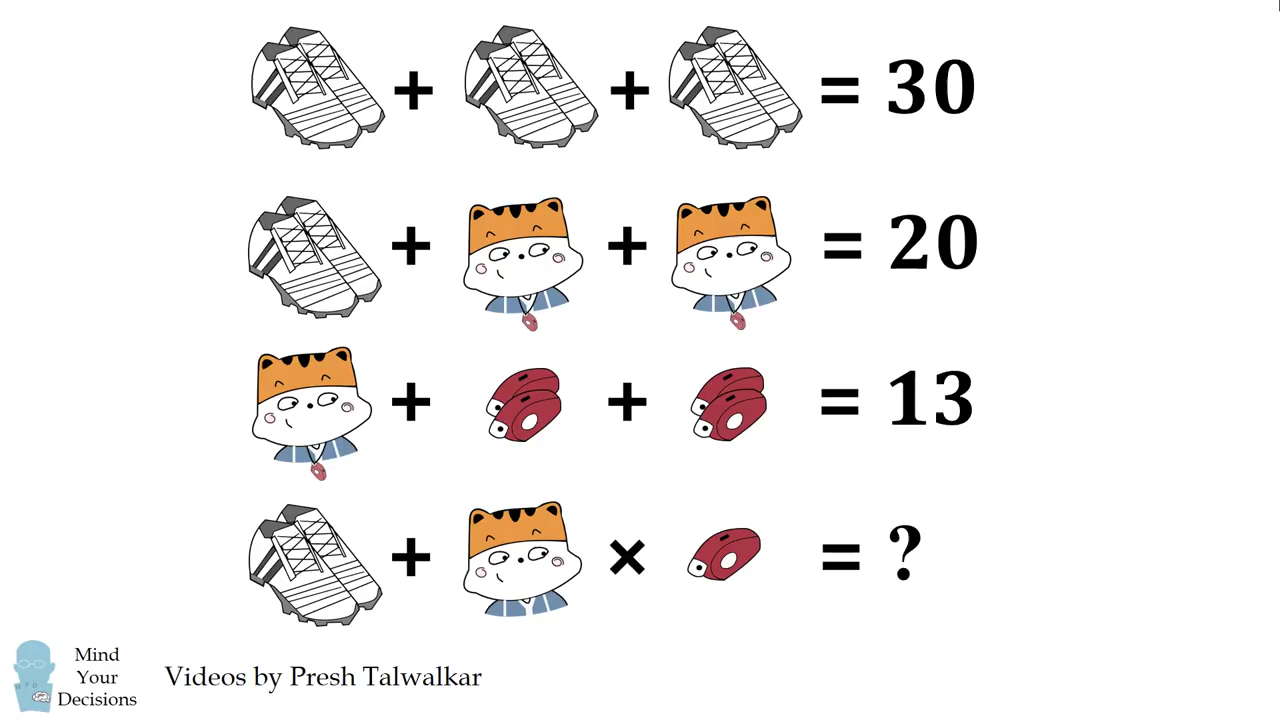 + + = 30
+ + = 20
+ + = 13
+ × = ?
Mind
Your
Decisions
Videos by Presh Talwalkar